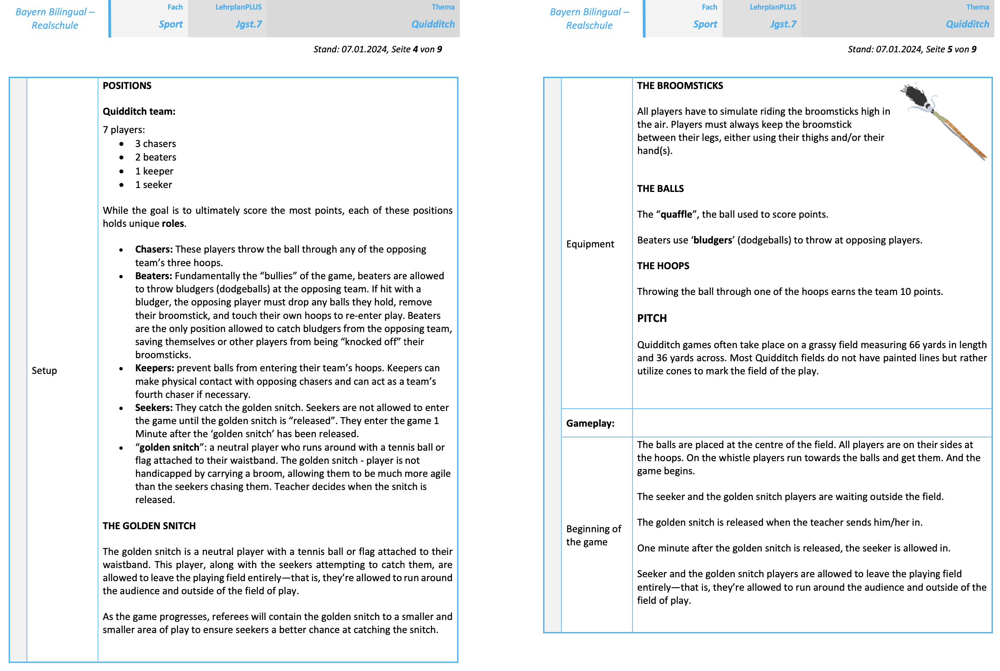 Bayern Bilingual –
Realschule
Fach
Sport
LehrplanPLUS
Jgst.7
Thema
Quidditch
Stand: 07.01.2024, Seite 4 von 9
Setup
POSITIONS
Quidditch team:
7 players:
• 3 chasers
• 2 beaters
• 1 keeper
• 1 seeker
While the goal is to ultimately score the most points, each of these positions
holds unique roles.
• Chasers: These players throw the ball through any of the opposing
team’s three hoops.
• Beaters: Fundamentally the “bullies” of the game, beaters are allowed
to throw bludgers (dodgeballs) at the opposing team. If hit with a
bludger, the opposing player must drop any balls they hold, remove
their broomstick, and touch their own hoops to re-enter play. Beaters
are the only position allowed to catch bludgers from the opposing team,
saving themselves or other players from being “knocked off” their
broomsticks.
• Keepers: prevent balls from entering their team’s hoops. Keepers can
make physical contact with opposing chasers and can act as a team’s
fourth chaser if necessary.
• Seekers: They catch the golden snitch. Seekers are not allowed to enter
the game until the golden snitch is “released”. They enter the game 1
Minute after the ‘golden snitch’ has been released.
• “golden snitch”: a neutral player who runs around with a tennis ball or
flag attached to their waistband. The golden snitch - player is not
handicapped by carrying a broom, allowing them to be much more agile
than the seekers chasing them. Teacher decides when the snitch is
released.
THE GOLDEN SNITCH
The golden snitch is a neutral player with a tennis ball or flag attached to their
waistband. This player, along with the seekers attempting to catch them, are
allowed to leave the playing field entirely—that is, they’re allowed to run around
the audience and outside of the field of play.
As the game progresses, referees will contain the golden snitch to a smaller and
smaller area of play to ensure seekers a better chance at catching the snitch.
Bayern Bilingual –
Realschule
Fach
Sport
LehrplanPLUS
Jgst.7
Thema
Quidditch
Stand: 07.01.2024, Seite 5 von 9
Equipment
THE BROOMSTICKS
All players have to simulate riding the broomsticks high in
the air. Players must always keep the broomstick
between their legs, either using their thighs and/or their
hand(s).
THE BALLS
The “quaffle”, the ball used to score points.
Beaters use ‘bludgers’ (dodgeballs) to throw at opposing players.
THE HOOPS
Throwing the ball through one of the hoops earns the team 10 points.
PITCH
Quidditch games often take place on a grassy field measuring 66 yards in length
and 36 yards across. Most Quidditch fields do not have painted lines but rather
utilize cones to mark the field of the play.
Gameplay:
Beginning of
the game
The balls are placed at the centre of the field. All players are on their sides at
the hoops. On the whistle players run towards the balls and get them. And the
game begins.
The seeker and the golden snitch players are waiting outside the field.
The golden snitch is released when the teacher sends him/her in.
One minute after the golden snitch is released, the seeker is allowed in.
Seeker and the golden snitch players are allowed to leave the playing field
entirely—that is, they’re allowed to run around the audience and outside of the
field of play.